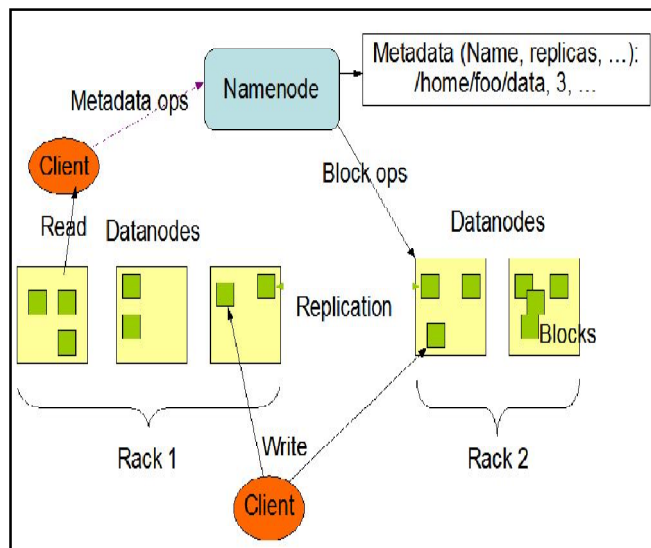 Metadata (Name, replicas, …):
/home/foo/data, 3, …
Namenode
Metadata ops
Client
Block ops
Read
Datanodes
Datanodes
Replication
Blocks
Rack 1
Write
Rack 2
Client